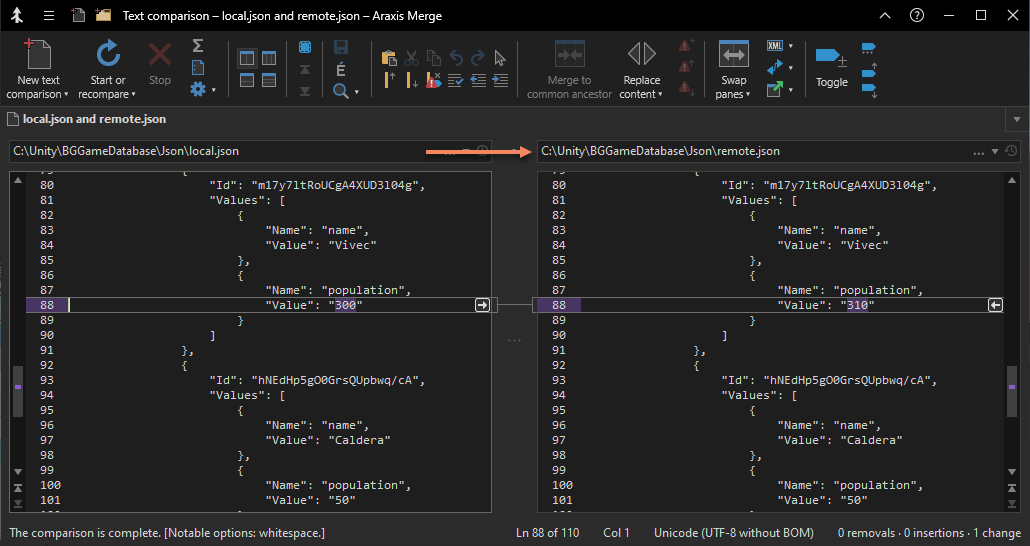 Text comparison – local.json and remote.json – Araxis Merge
New text comparison
Start or recompare
Stop
Merge to common ancestor
Replace content
XML
Swap panes
Toggle
local.json and remote.json
C:\Unity\BGGameDatabase\Json\local.json
C:\Unity\BGGameDatabase\Json\remote.json
79 {
80 "Id": "m17y7ltRoUCgA4XUD3l04g",
81 "Values": [
82 {
83 "Name": "name",
84 "Value": "Vivec"
85 },
86 {
87 "Name": "population",
88 "Value": "300"
89 }
90 ]
91 },
92 {
93 "Id": "hNEdHp5gO0GrsQUpbwq/cA",
94 "Values": [
95 {
96 "Name": "name",
97 "Value": "Caldera"
98 },
99 {
100 "Name": "population",
101 "Value": "50"
79 {
80 "Id": "m17y7ltRoUCgA4XUD3l04g",
81 "Values": [
82 {
83 "Name": "name",
84 "Value": "Vivec"
85 },
86 {
87 "Name": "population",
88 "Value": "310"
89 }
90 ]
91 },
92 {
93 "Id": "hNEdHp5gO0GrsQUpbwq/cA",
94 "Values": [
95 {
96 "Name": "name",
97 "Value": "Caldera"
98 },
99 {
100 "Name": "population",
101 "Value": "50"
The comparison is complete. [Notable options: whitespace.]
Ln 88 of 110
Col 1
Unicode (UTF-8 without BOM)
0 removals · 0 insertions · 1 change